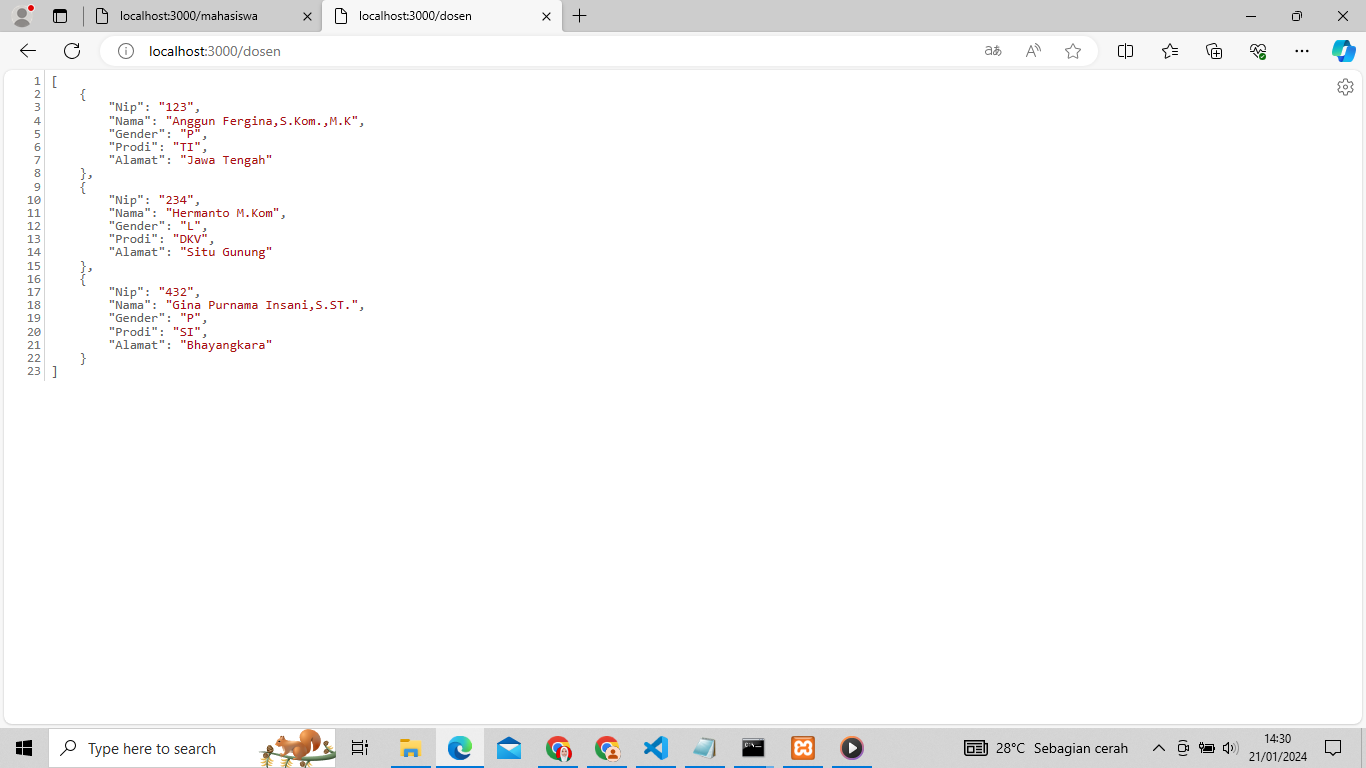 localhost:3000/mahasiswa
localhost:3000/dosen
localhost:3000/dosen
1 [
2 {
3 "Nip": "123",
4 "Nama": "Anggun Fergina,S.Kom.,M.K",
5 "Gender": "P",
6 "Prodi": "TI",
7 "Alamat": "Jawa Tengah"
8 },
9 {
10 "Nip": "234",
11 "Nama": "Hermanto M.Kom",
12 "Gender": "L",
13 "Prodi": "DKV",
14 "Alamat": "Situ Gunung"
15 },
16 {
17 "Nip": "432",
18 "Nama": "Gina Purnama Insani,S.ST.",
19 "Gender": "P",
20 "Prodi": "SI",
21 "Alamat": "Bhayangkara"
22 }
23 ]
Type here to search
28°C Sebagian cerah
14:30
21/01/2024